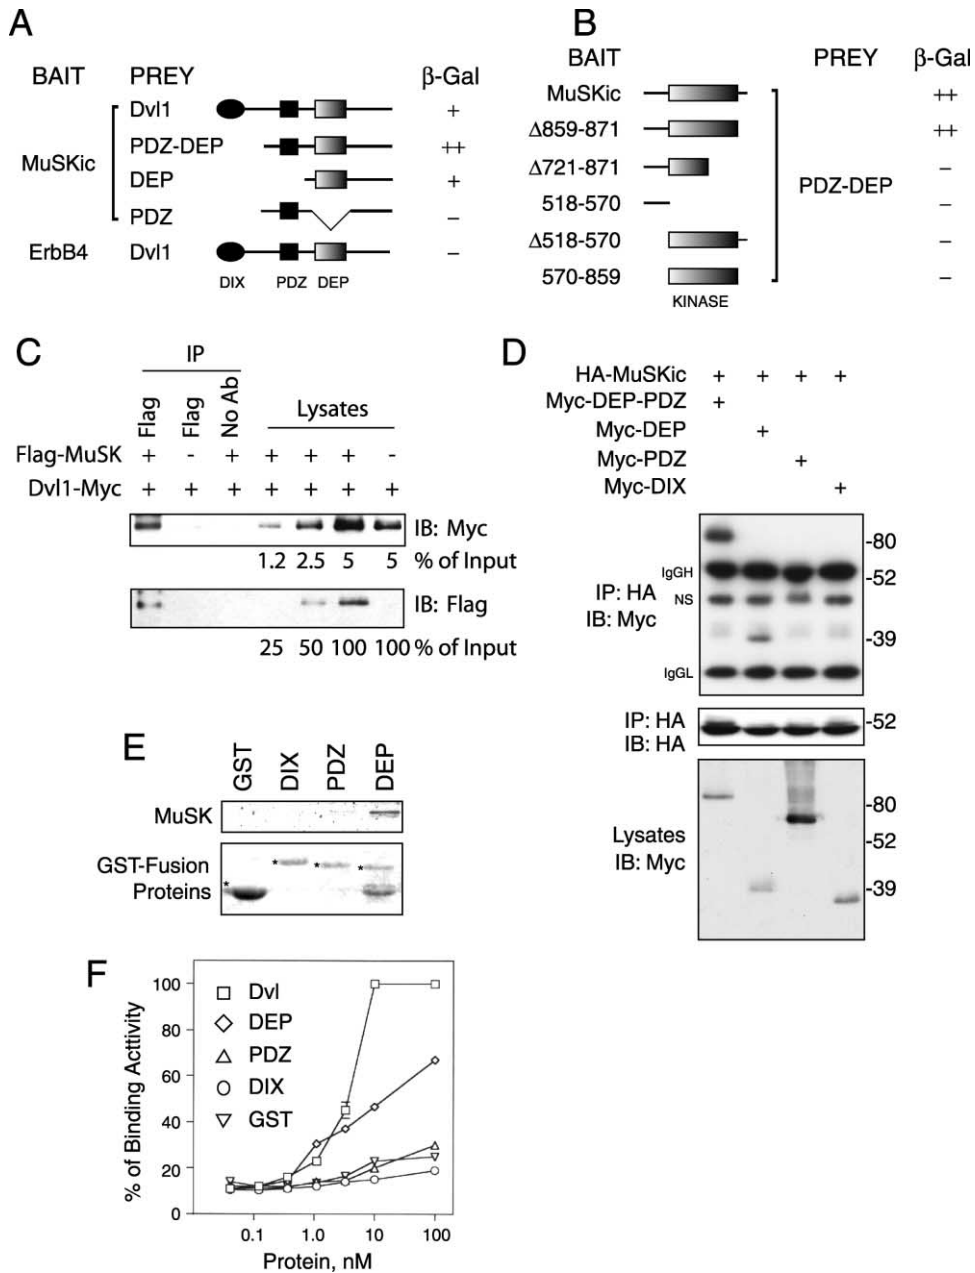 A
BAIT PREY β-Gal
Dvl1 +
PDZ-DEP ++
MuSKic
DEP +
PDZ –
ErbB4 Dvl1 –
DIX PDZ DEP
B
BAIT PREY β-Gal
MuSKic ++
Δ859-871 ++
Δ721-871 –
PDZ-DEP
518-570 –
Δ518-570 –
570-859 –
KINASE
C
IP
Flag Flag No Ab Lysates
Flag-MuSK + - + + + + -
Dvl1-Myc + + + + + + +
IB: Myc
1.2 2.5 5 5 % of Input
IB: Flag
25 50 100 100 % of Input
D
HA-MuSKic + + + +
Myc-DEP-PDZ +
Myc-DEP +
Myc-PDZ +
Myc-DIX +
-80
IgGH -52
IP: HA NS
IB: Myc
-39
IgGL
IP: HA -52
IB: HA
-80
Lysates -52
IB: Myc
-39
E
GST DIX PDZ DEP
MuSK
GST-Fusion
Proteins
* * * *
F
% of Binding Acttivity
100
80
60
40
20
0
Dvl
DEP
PDZ
DIX
GST
0.1 1.0 10 100
Protein, nM